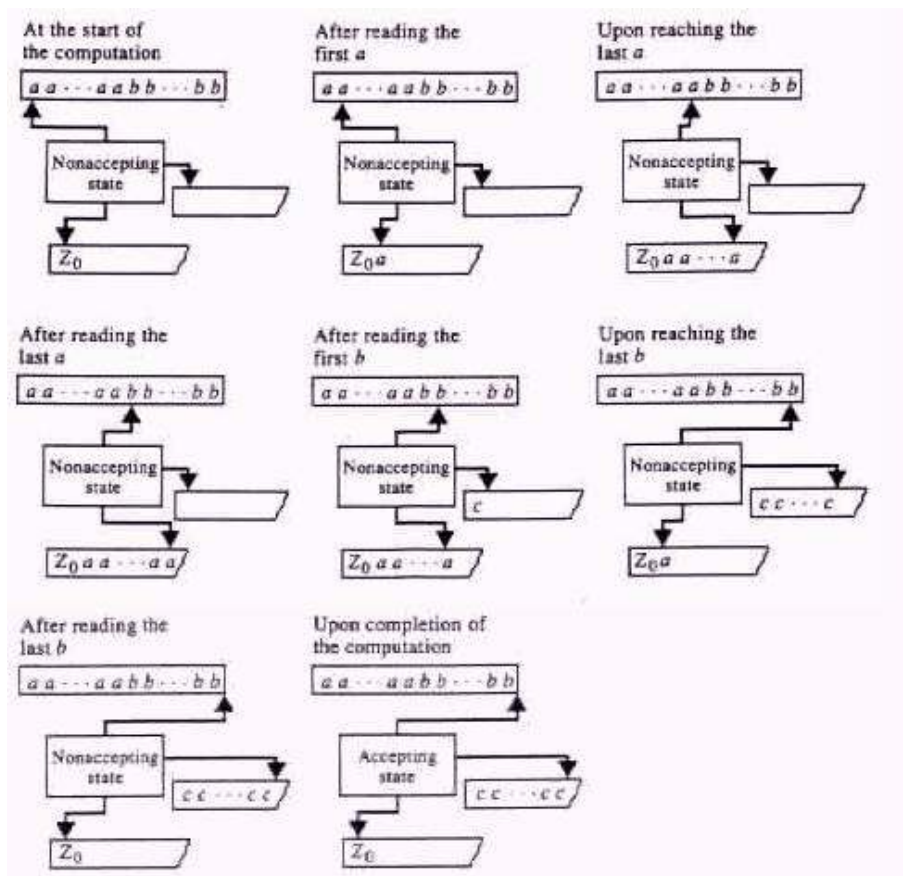 At the start of
the computation
a a · · · a a b b · · · b b
Nonaccepting
state
Z₀
After reading the
first a
a a · · · a a b b · · · b b
Nonaccepting
state
Z₀ a
Upon reaching the
last a
a a · · · a a b b · · · b b
Nonaccepting
state
Z₀ a a · · · a
After reading the
last a
a a · · · a a b b · · · b b
Nonaccepting
state
Z₀ a a · · · a a
After reading the
first b
a a · · · a a b b · · · b b
Nonaccepting
state
c
Z₀ a a · · · a
Upon reaching the
last b
a a · · · a a b b · · · b b
Nonaccepting
state
c c · · · c
Z₀ a
After reading the
last b
a a · · · a a b b · · · b b
Nonaccepting
state
c c · · · c c
Z₀
Upon completion of
the computation
a a · · · a a b b · · · b b
Accepting
state
c c · · · c c
Z₀